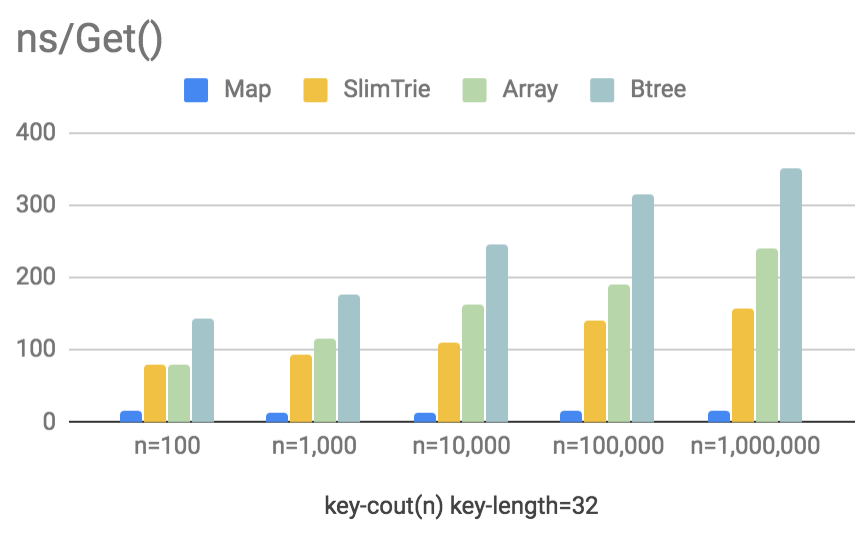 ns/Get()
Map SlimTrie Array Btree
400
300
200
100
0
n=100 n=1,000 n=10,000 n=100,000 n=1,000,000
key-cout(n) key-length=32